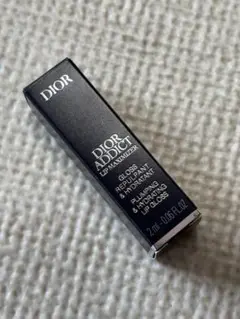 DIOR
DIOR
ADDICT
LIP MAXIMIZER
GLOSS
REPULPANT
& HYDRATANT
PLUMPING
& HYDRATING
LIP GLOSS
2 ml - 0.06 FL.OZ